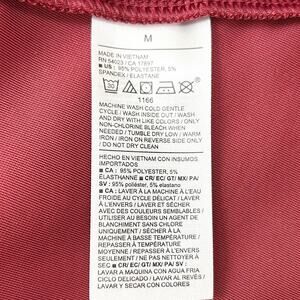 M
MADE IN VIETNAM
RN 54023 / CA 17897
■ US : 95% POLYESTER, 5%
SPANDEX / ELASTANE
30
1166
MACHINE WASH COLD GENTLE
CYCLE / WASH INSIDE OUT / WASH
AND DRY WITH LIKE COLORS / ONLY
NON-CHLORINE BLEACH WHEN
NEEDED / TUMBLE DRY LOW / WARM
IRON / IRON ON REVERSE SIDE ONLY
/ DO NOT DRY CLEAN
HECHO EN VIETNAM CON INSUMOS
IMPORTADOS
■ CA : 95% POLYESTER, 5%
ÉLASTHANNE ■ CR/ EC/ GT/ MX/ PA/
SV : 95% poliéster, 5% elastano
■ CA : LAVER À LA MACHINE À L'EAU
FROIDE AU CYCLE DÉLICAT / LAVER
À L'ENVERS / LAVER ET SÉCHER
AVEC DES COULEURS SEMBLABLES /
UTILISER AU BESOIN UN AGENT DE
BLANCHIMENT SANS CHLORE
UNIQUEMENT / SÉCHER À LA
MACHINE À BASSE TEMPÉRATURE /
REPASSER À TEMPÉRATURE
MOYENNE / REPASSER SUR
L'ENVERS SEULEMENT / NE PAS
NETTOYER À SEC ■ CR/ EC/ GT/ MX/
PA/ SV :
LAVAR A MAQUINA CON AGUA FRIA
CICLO DELICADO / LAVAR AL REVES